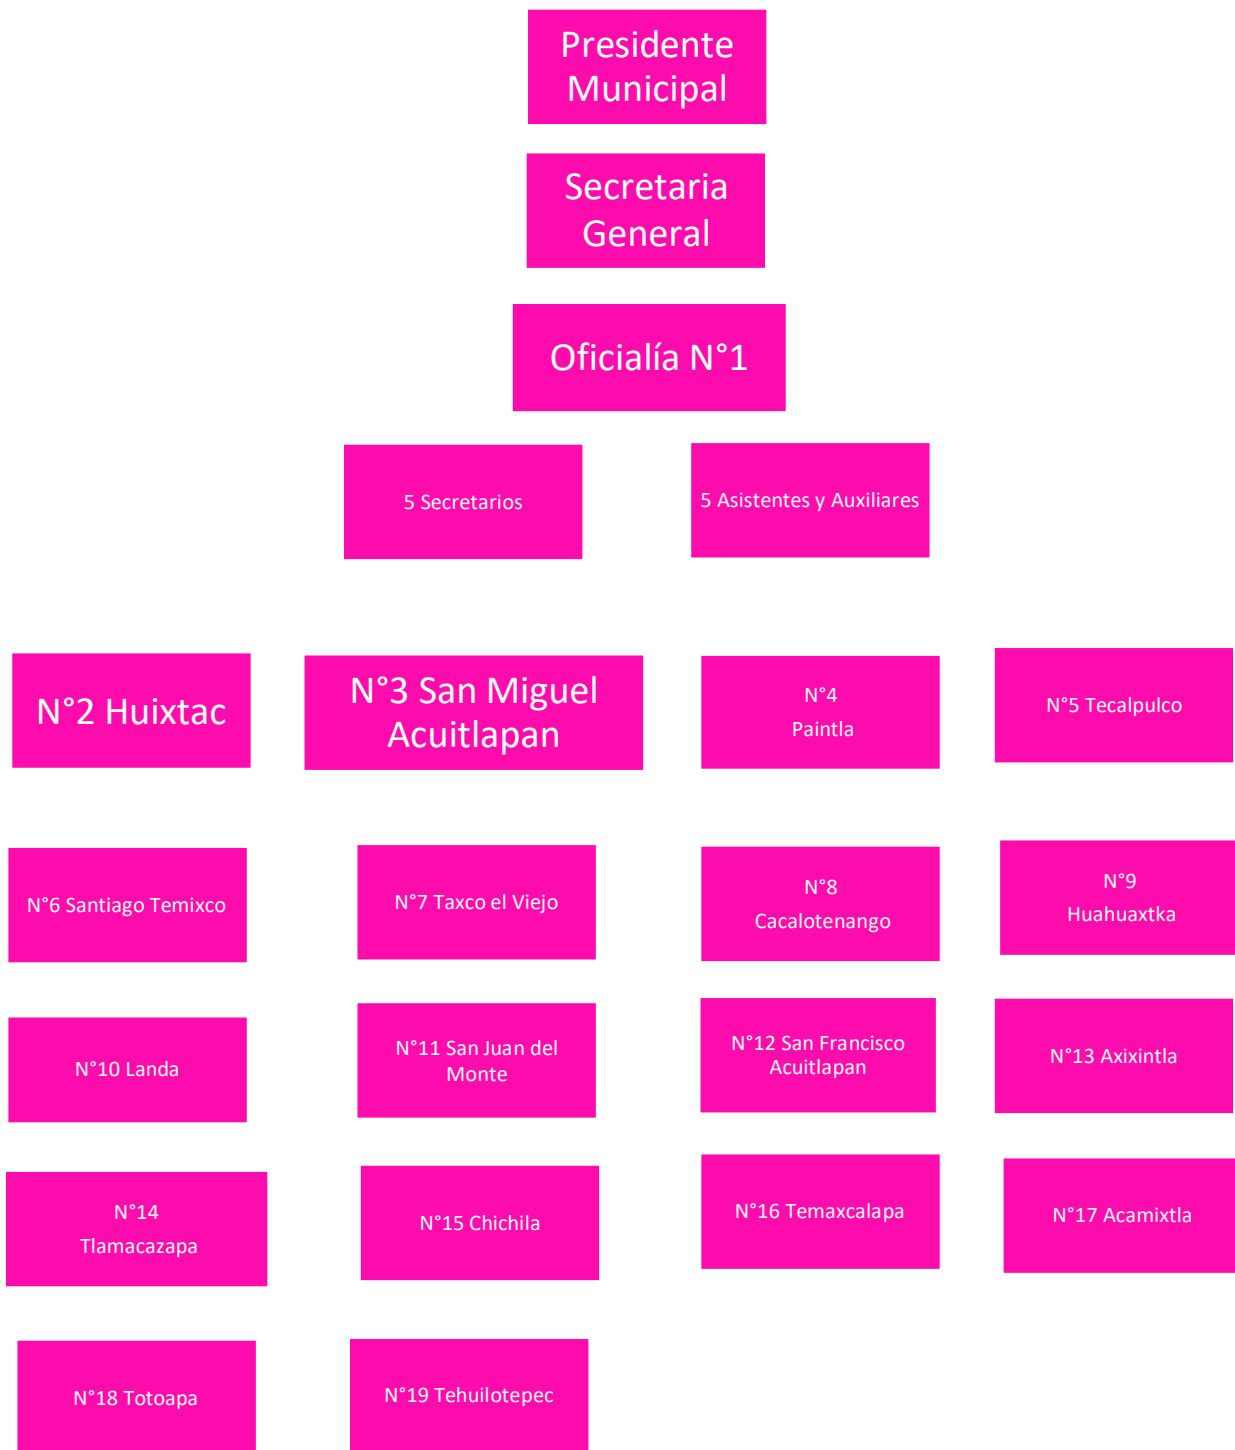 Presidente
Municipal
Secretaria
General
Oficialía N°1
5 Secretarios
5 Asistentes y Auxiliares
N°2 Huixtac
N°3 San Miguel
Acuitlapan
N°4
Paintla
N°5 Tecalpulco
N°6 Santiago Temixco
N°7 Taxco el Viejo
N°8
Cacalotenango
N°9
Huahuaxtka
N°10 Landa
N°11 San Juan del
Monte
N°12 San Francisco
Acuitlapan
N°13 Axixintla
N°14
Tlamacazapa
N°15 Chichila
N°16 Temaxcalapa
N°17 Acamixtla
N°18 Totoapa
N°19 Tehuilotepec